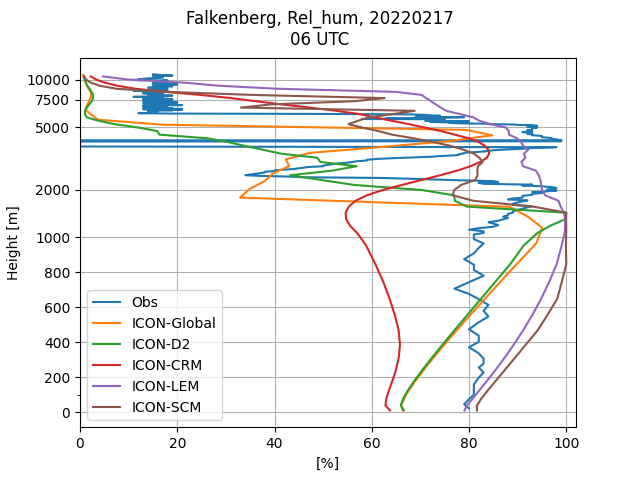 Falkenberg, Rel_hum, 20220217
06 UTC
10000
7500
5000
2000
1000
800
600
400
200
0
Height [m]
Obs
ICON-Global
ICON-D2
ICON-CRM
ICON-LEM
ICON-SCM
0 20 40 60 80 100
[%]